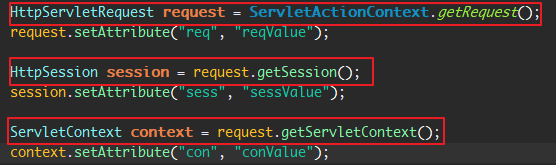 HttpServletRequest request = ServletActionContext.getRequest();
request.setAttribute("req", "reqValue");
HttpSession session = request.getSession();
session.setAttribute("sess", "sessValue");
ServletContext context = request.getServletContext();
context.setAttribute("con", "conValue");